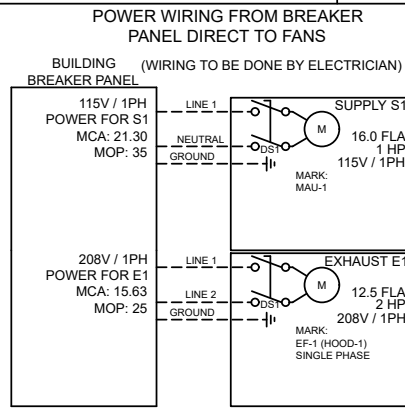 POWER WIRING FROM BREAKER
PANEL DIRECT TO FANS
BUILDING
BREAKER PANEL
(WIRING TO BE DONE BY ELECTRICIAN)
115V / 1PH
POWER FOR S1
MCA: 21.30
MOP: 35
LINE 1
NEUTRAL
GROUND
DS1
M
SUPPLY S1
16.0 FLA
1 HP
115V / 1PH
MARK:
MAU-1
208V / 1PH
POWER FOR E1
MCA: 15.63
MOP: 25
LINE 1
LINE 2
GROUND
DS1
M
EXHAUST E1
12.5 FLA
2 HP
208V / 1PH
MARK:
EF-1 (HOOD-1)
SINGLE PHASE